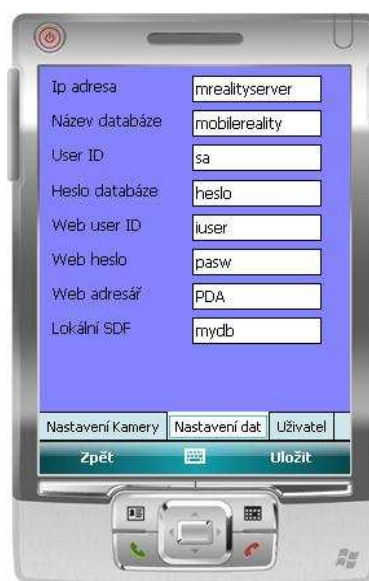 Ip adresa mrealityserver
Název databáze mobilereality
User ID sa
Heslo databáze heslo
Web user ID iuser
Web heslo pasw
Web adresář PDA
Lokální SDF mydb
Nastavení Kamery Nastavení dat Uživatel
Zpět Uložit